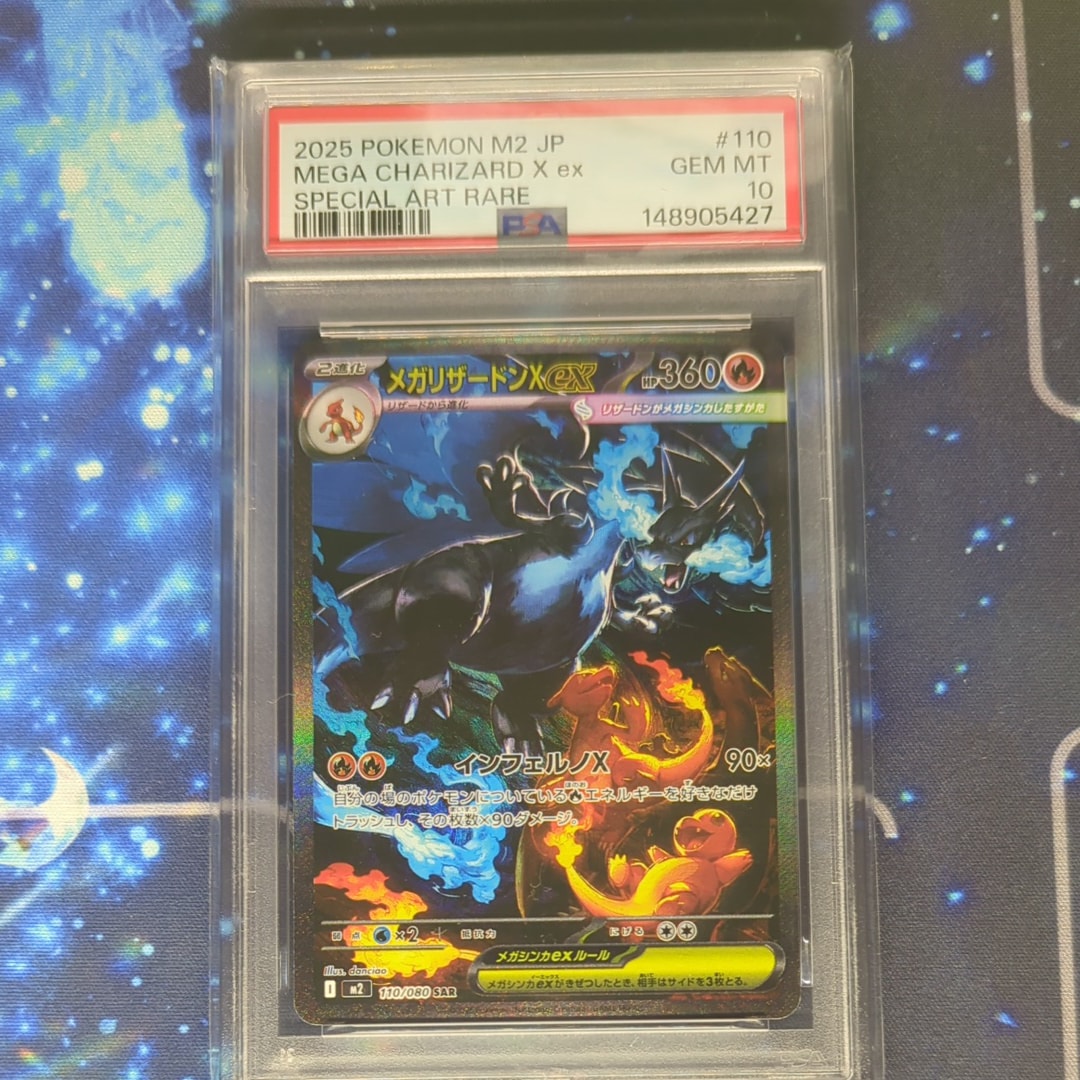 2025 POKEMON M2 JP #110
MEGA CHARIZARD X ex GEM MT
SPECIAL ART RARE 10
PSA 148905427
2進化 メガリザードンXex HP360
リザードから進化 リザードンがメガシンカしたすがた
インフェルノX 90×
自分の場のポケモンについている エネルギーを好きなだけ
トラッシュし、その枚数×90ダメージ。
弱点 ×2 抵抗力 にげる
メガシンカexルール
メガシンカexがきぜつしたとき、相手はサイドを3枚とる。
Illus. danciao
I M2 110/080 SAR